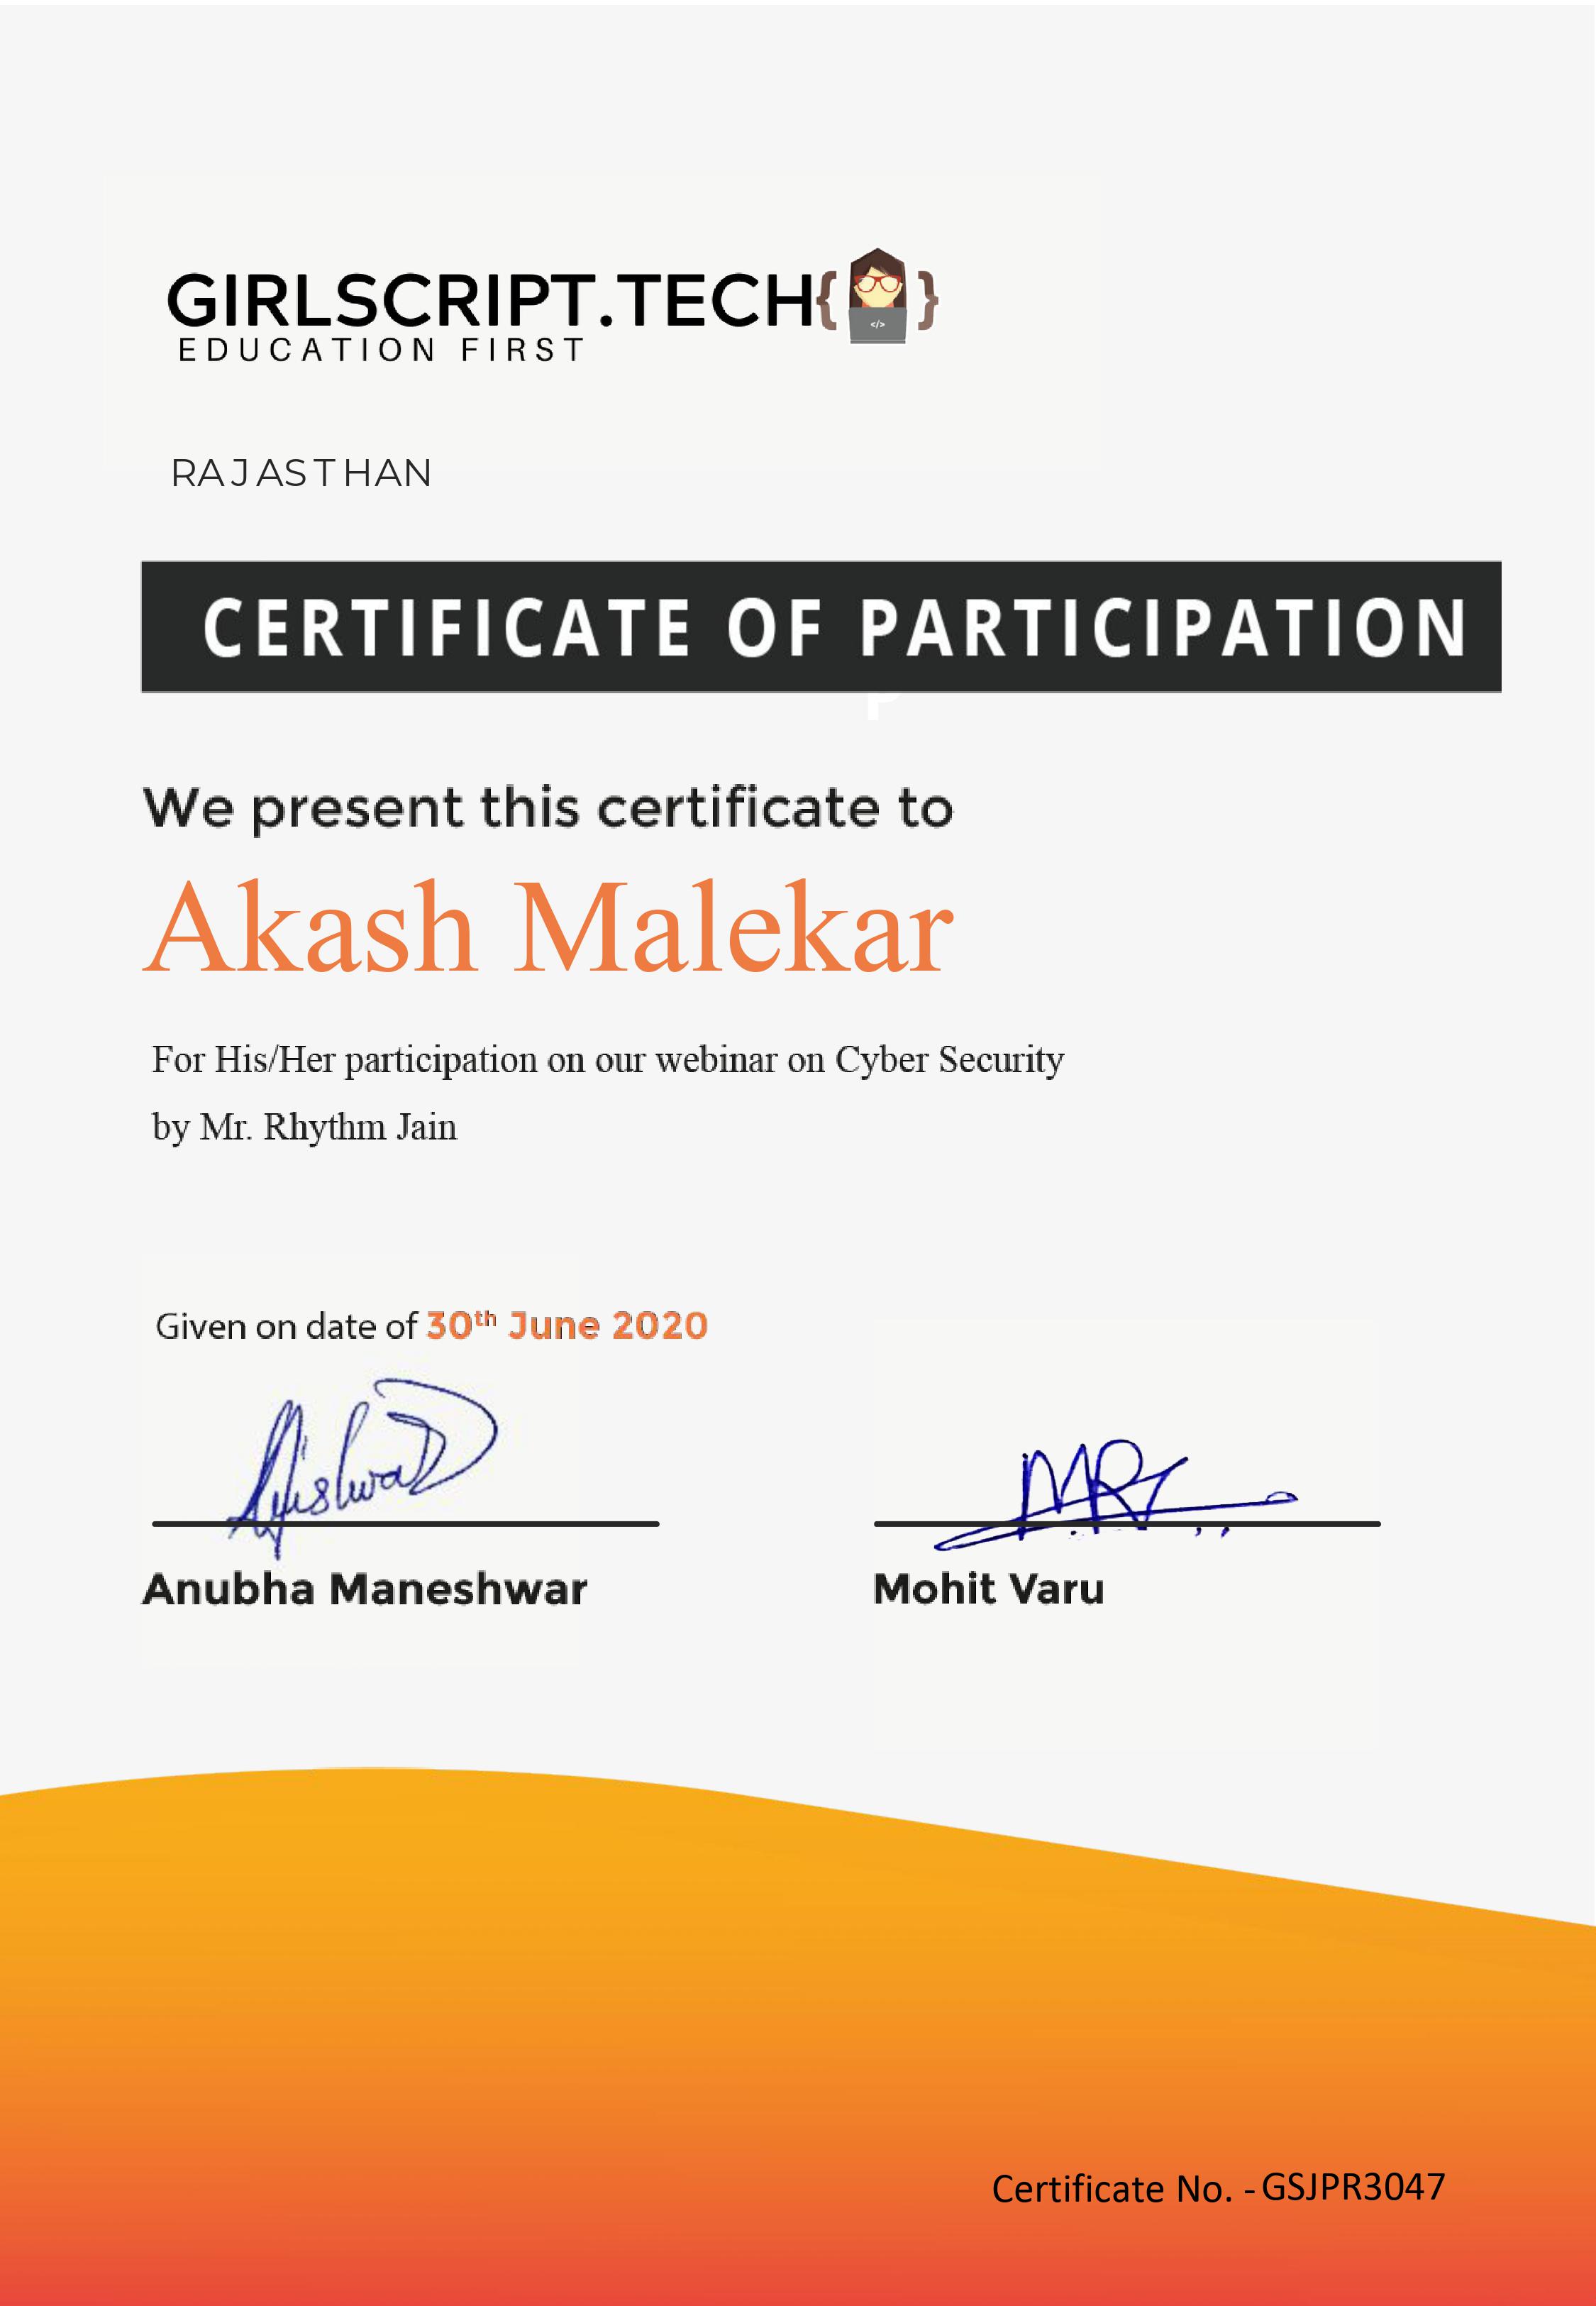 GIRLSCRIPT.TECH{ </> }
EDUCATION FIRST
RAJASTHAN
CERTIFICATE OF PARTICIPATION
We present this certificate to
Akash Malekar
For His/Her participation on our webinar on Cyber Security
by Mr. Rhythm Jain
Given on date of 30th June 2020
Anubha Maneshwar
Mohit Varu
Certificate No. - GSJPR3047